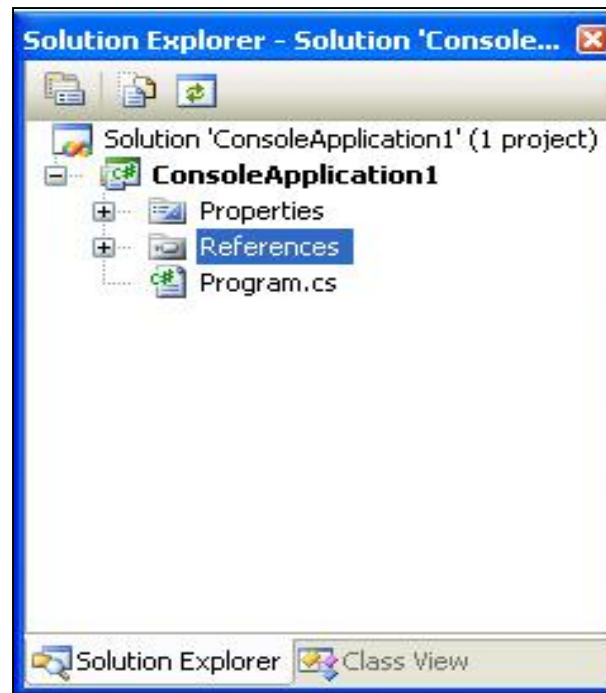 Solution Explorer - Solution 'Console...
Solution 'ConsoleApplication1' (1 project)
C# ConsoleApplication1
Properties
References
C# Program.cs
Solution Explorer Class View